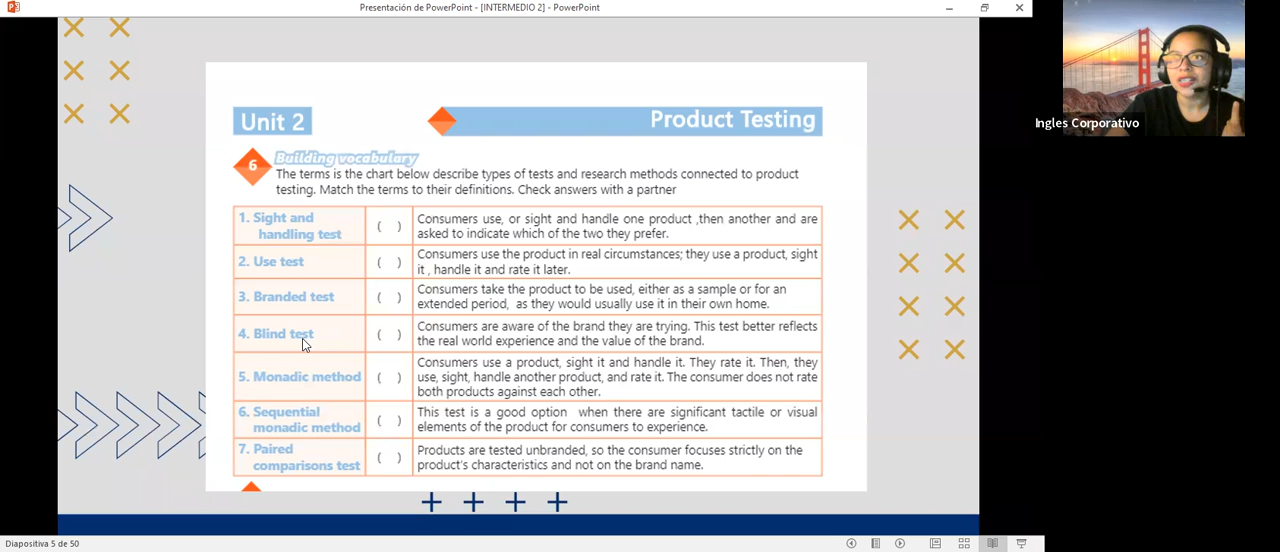 Presentación de PowerPoint - [INTERMEDIO 2] - PowerPoint
Ingles Corporativo
Unit 2
Product Testing
6
Building vocabulary
The terms is the chart below describe types of tests and research methods connected to product
testing. Match the terms to their definitions. Check answers with a partner
1. Sight and
handling test
( )
Consumers use, or sight and handle one product ,then another and are
asked to indicate which of the two they prefer.
2. Use test
( )
Consumers use the product in real circumstances; they use a product, sight
it , handle it and rate it later.
3. Branded test
( )
Consumers take the product to be used, either as a sample or for an
extended period, as they would usually use it in their own home.
4. Blind test
( )
Consumers are aware of the brand they are trying. This test better reflects
the real world experience and the value of the brand.
5. Monadic method
( )
Consumers use a product, sight it and handle it. They rate it. Then, they
use, sight, handle another product, and rate it. The consumer does not rate
both products against each other.
6. Sequential
monadic method
( )
This test is a good option when there are significant tactile or visual
elements of the product for consumers to experience.
7. Paired
comparisons test
( )
Products are tested unbranded, so the consumer focuses strictly on the
product's characteristics and not on the brand name.
Diapositiva 5 de 50